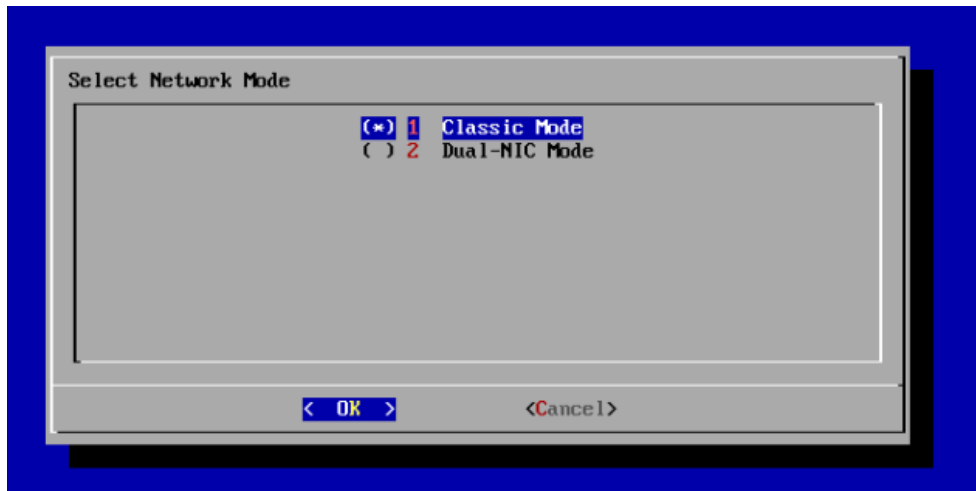 Select Network Mode
(*) 1 Classic Mode
( ) 2 Dual-NIC Mode
< OK > <Cancel>